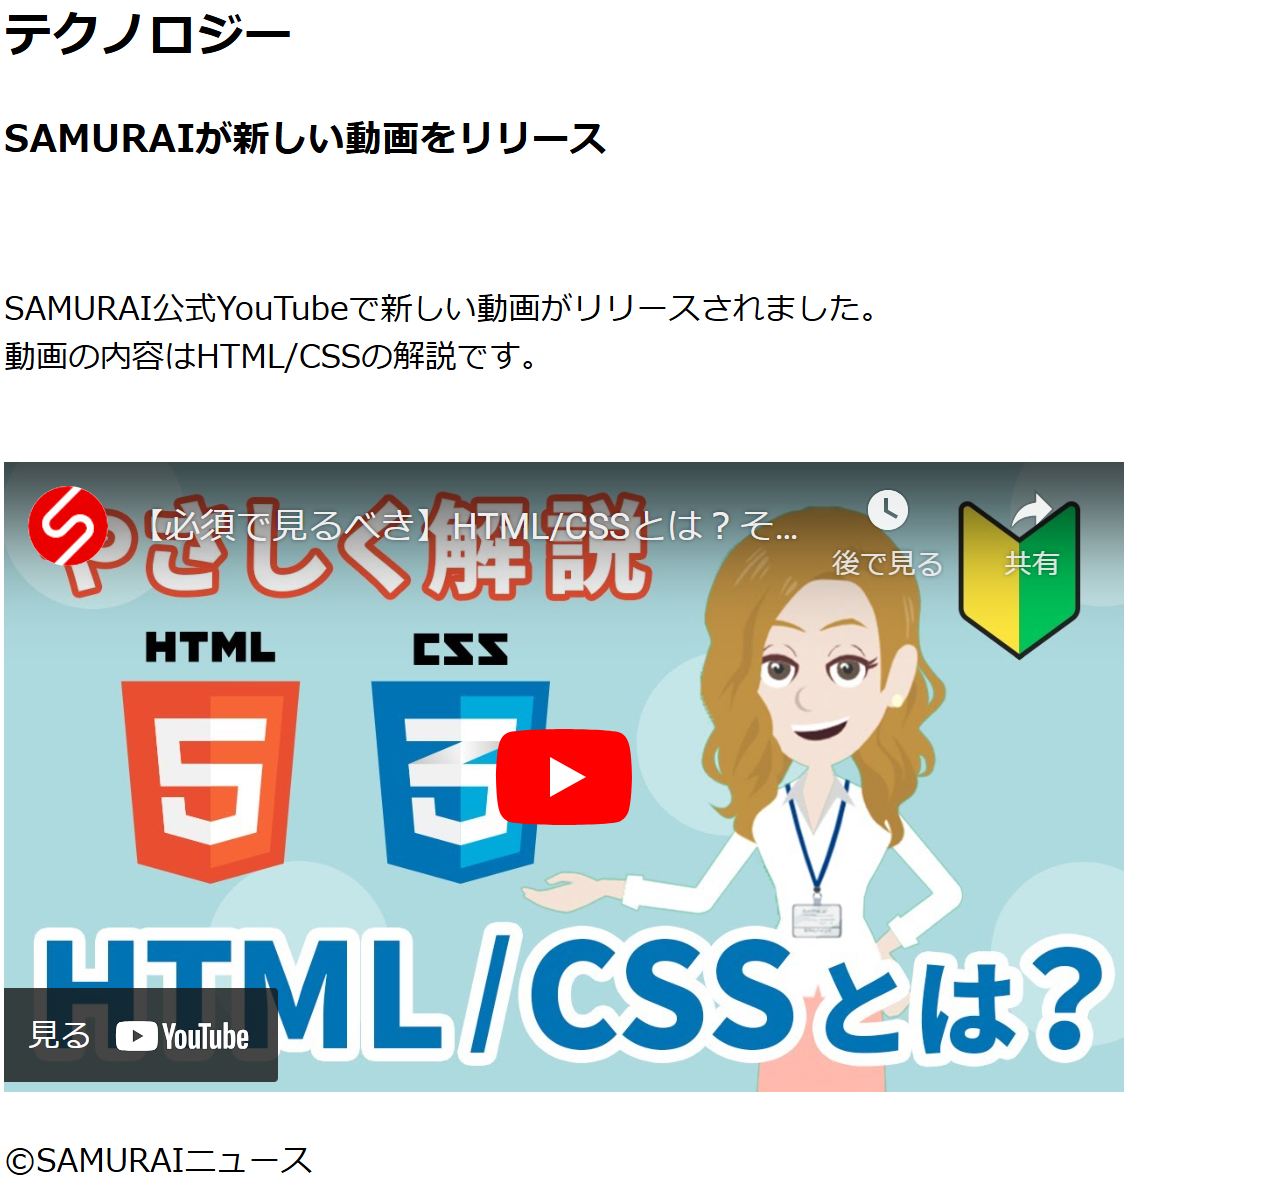 テクノロジー
SAMURAIが新しい動画をリリース
SAMURAI公式YouTubeで新しい動画がリリースされました。
動画の内容はHTML/CSSの解説です。
【必須で見るべき】HTML/CSSとは？そ...
後で見る
共有
やさしく解説
HTML
CSS
HTML/CSSとは？
見る YouTube
©SAMURAIニュース